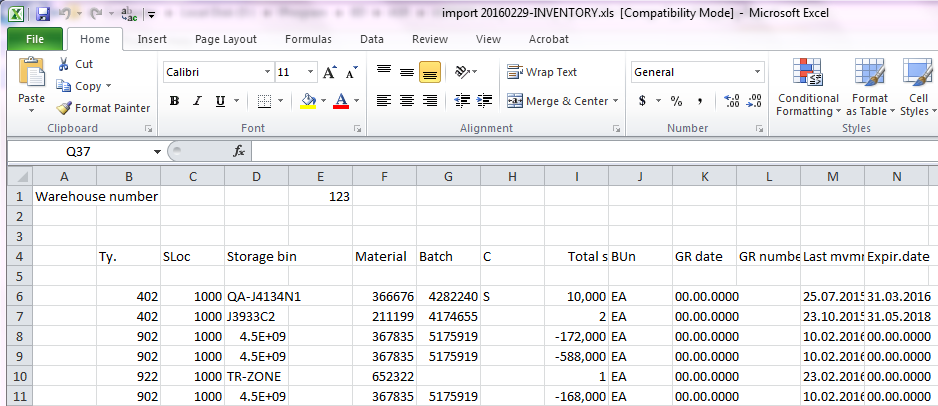 import 20160229-INVENTORY.xls [Compatibility Mode] - Microsoft Excel
File Home Insert Page Layout Formulas Data Review View Acrobat
Paste Cut Copy Format Painter
Calibri 11 A A
B I U A
Wrap Text
Merge & Center
General
$ % , .0 .00 .00 .0
Conditional Formatting Format as Table Cell Styles
Clipboard Font Alignment Number Styles
Q37 fx
A B C D E F G H I J K L M N
1 Warehouse number 123
2
3
4 Ty. SLoc Storage bin Material Batch C Total s BUn GR date GR numbe Last mvm Expir.date
5
6 402 1000 QA-J4134N1 366676 4282240 S 10,000 EA 00.00.0000 25.07.2015 31.03.2016
7 402 1000 J3933C2 211199 4174655 2 EA 00.00.0000 23.10.2015 31.05.2018
8 902 1000 4.5E+09 367835 5175919 -172,000 EA 00.00.0000 10.02.2016 00.00.0000
9 902 1000 4.5E+09 367835 5175919 -588,000 EA 00.00.0000 10.02.2016 00.00.0000
10 922 1000 TR-ZONE 652322 1 EA 00.00.0000 23.02.2016 00.00.0000
11 902 1000 4.5E+09 367835 5175919 -168,000 EA 00.00.0000 10.02.2016 00.00.0000